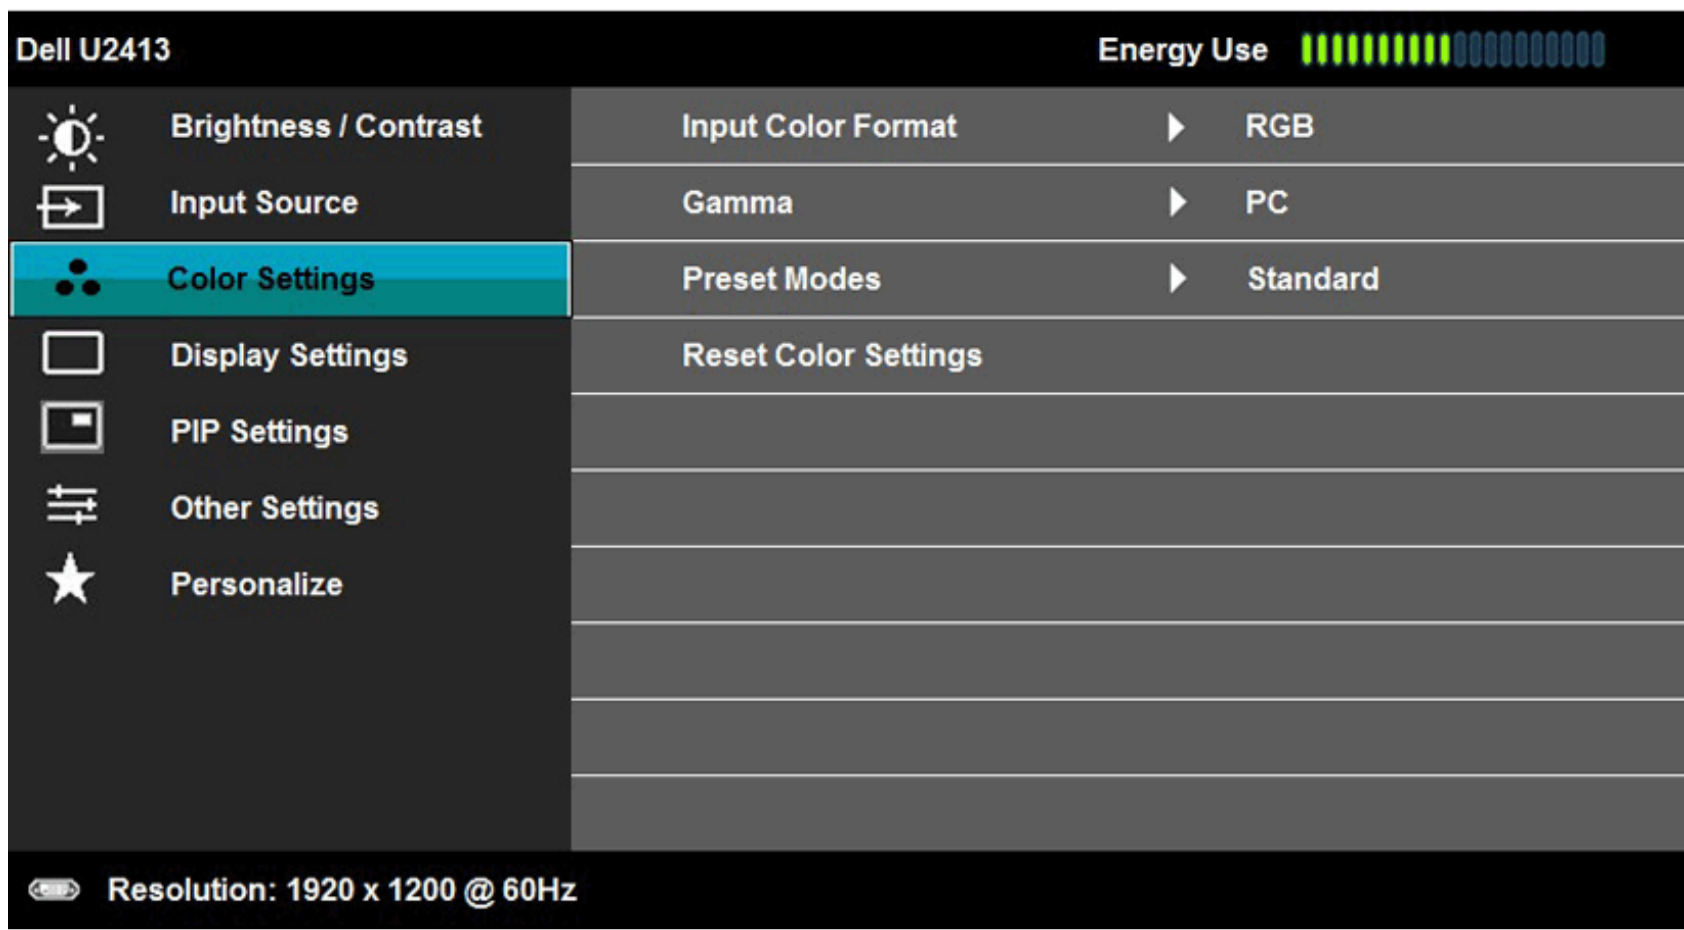 Dell U2413
Energy Use
Brightness / Contrast
Input Color Format
RGB
Input Source
Gamma
PC
Color Settings
Preset Modes
Standard
Display Settings
Reset Color Settings
PIP Settings
Other Settings
Personalize
Resolution: 1920 x 1200 @ 60Hz